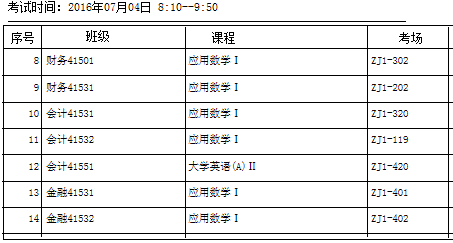 考试时间：2016年07月04日 8:10--9:50
序号 班级 课程 考场
8 财务41501 应用数学Ⅰ ZJ1-302
9 财务41531 应用数学Ⅰ ZJ1-202
10 会计41531 应用数学Ⅰ ZJ1-320
11 会计41532 应用数学Ⅰ ZJ1-119
12 会计41551 大学英语(A)Ⅱ ZJ1-420
13 金融41531 应用数学Ⅰ ZJ1-401
14 金融41532 应用数学Ⅰ ZJ1-402